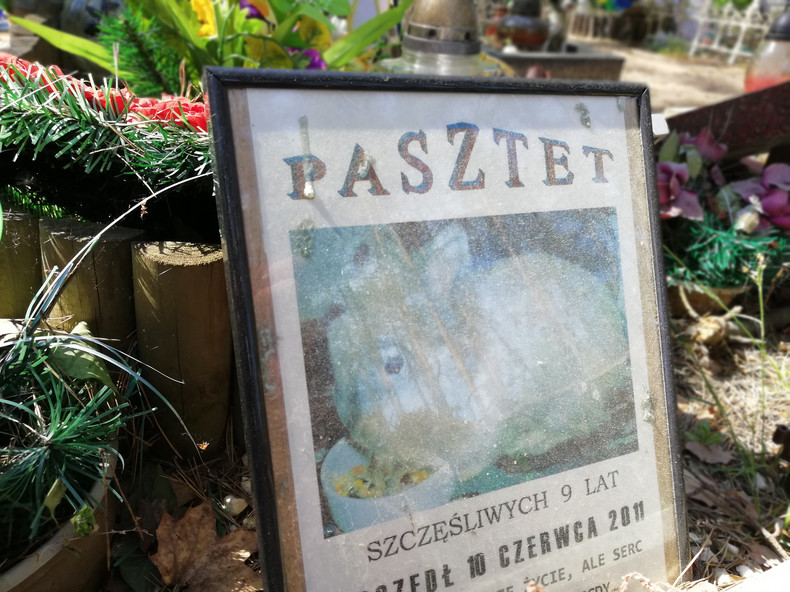 PASZTET
SZCZĘŚLIWYCH 9 LAT
10 CZERWCA 2011
ŻYCIE, ALE SERC